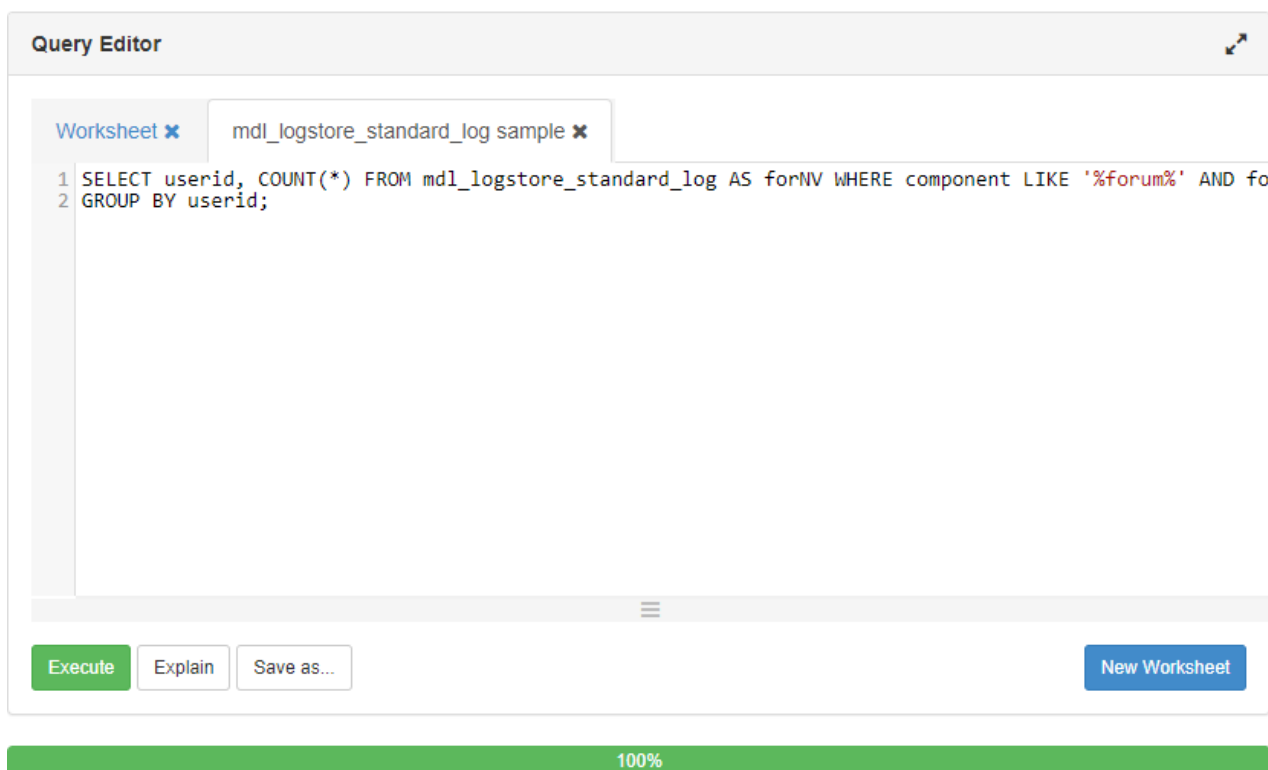 Query Editor
Worksheet ✖ mdl_logstore_standard_log sample ✖
1 SELECT userid, COUNT(*) FROM mdl_logstore_standard_log AS forNV WHERE component LIKE '%forum%' AND fo
2 GROUP BY userid;
Execute Explain Save as... New Worksheet
100%